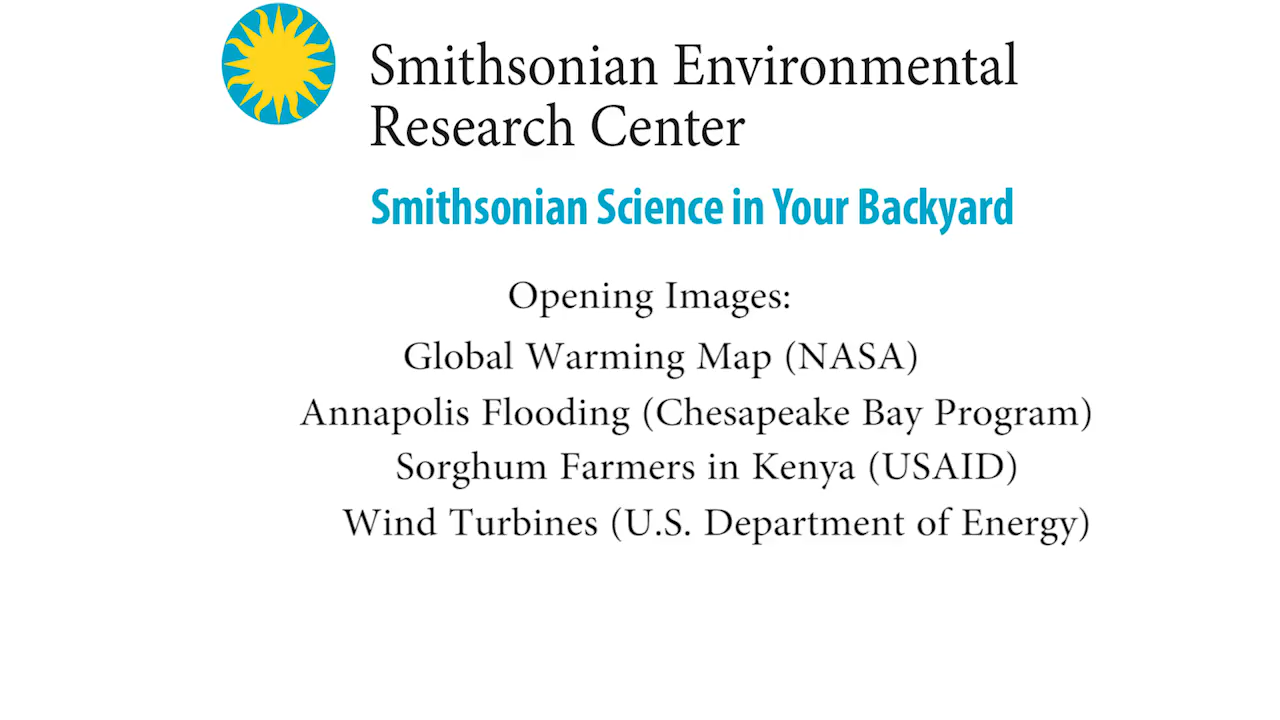 Smithsonian Environmental
Research Center
Smithsonian Science in Your Backyard
Opening Images:
Global Warming Map (NASA)
Annapolis Flooding (Chesapeake Bay Program)
Sorghum Farmers in Kenya (USAID)
Wind Turbines (U.S. Department of Energy)